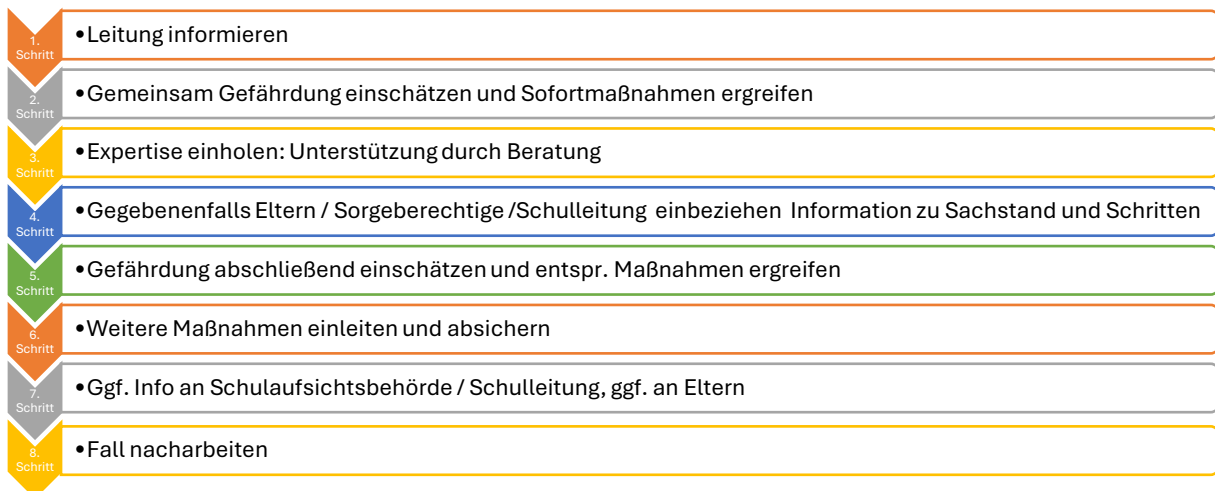 1.
Schritt
•Leitung informieren
2.
Schritt
•Gemeinsam Gefährdung einschätzen und Sofortmaßnahmen ergreifen
3.
Schritt
•Expertise einholen: Unterstützung durch Beratung
4.
Schritt
•Gegebenenfalls Eltern / Sorgeberechtige /Schulleitung einbeziehen Information zu Sachstand und Schritten
5.
Schritt
•Gefährdung abschließend einschätzen und entspr. Maßnahmen ergreifen
6.
Schritt
•Weitere Maßnahmen einleiten und absichern
7.
Schritt
•Ggf. Info an Schulaufsichtsbehörde / Schulleitung, ggf. an Eltern
8.
Schritt
•Fall nacharbeiten